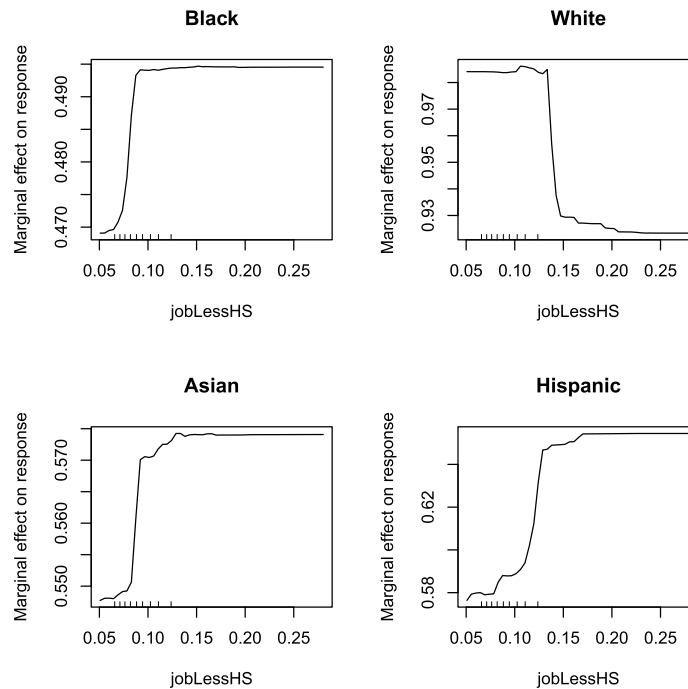 Black
Marginal effect on response
0.490
0.480
0.470
0.05 0.10 0.15 0.20 0.25
jobLessHS
White
Marginal effect on response
0.97
0.95
0.93
0.05 0.10 0.15 0.20 0.25
jobLessHS
Asian
Marginal effect on response
0.570
0.560
0.550
0.05 0.10 0.15 0.20 0.25
jobLessHS
Hispanic
Marginal effect on response
0.62
0.58
0.05 0.10 0.15 0.20 0.25
jobLessHS